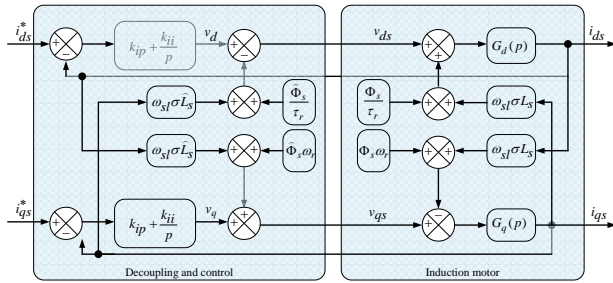 i*ds
k_ip + k_ii/p
v_d
v_ds
G_d(p)
i_ds
ω_sl σL̂_s
Φ̂_s/τ_r
Φ_s/τ_r
ω_sl σL_s
ω_sl σL̂_s
Φ̂_s ω_r
Φ_s ω_r
ω_sl σL_s
i*qs
k_ip + k_ii/p
v_q
v_qs
G_q(p)
i_qs
Decoupling and control
Induction motor